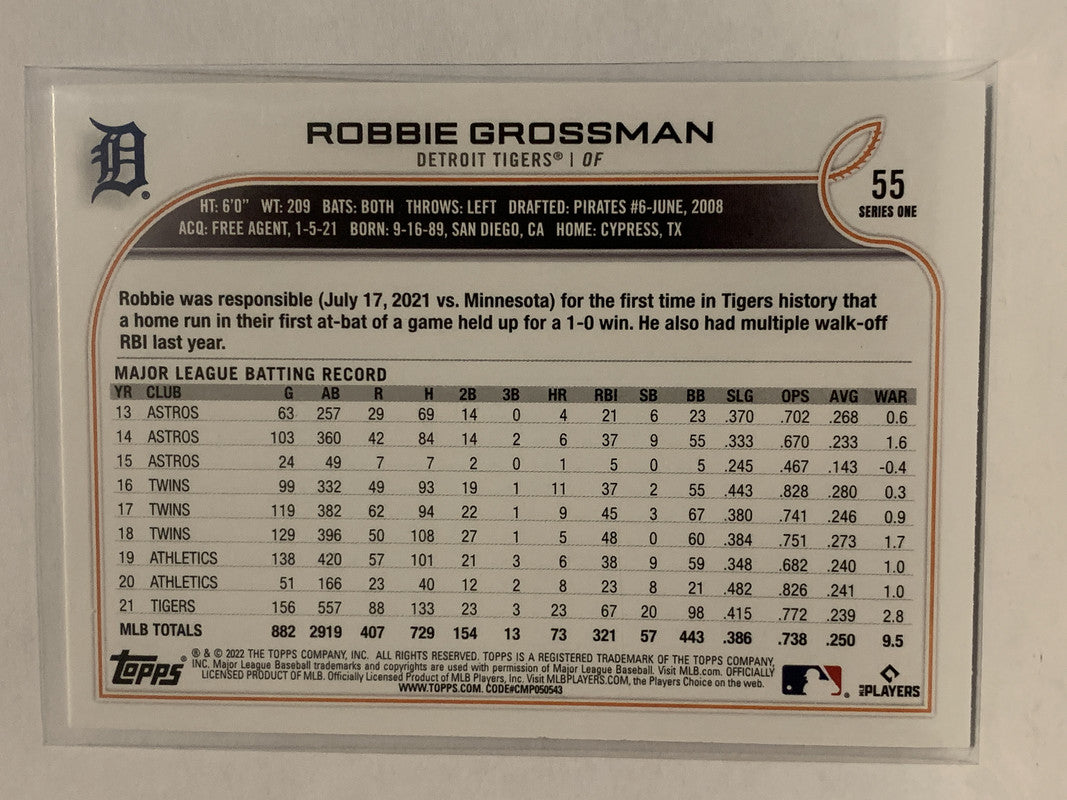 D
ROBBIE GROSSMAN
DETROIT TIGERS® | OF
55
SERIES ONE
HT: 6'0" WT: 209 BATS: BOTH THROWS: LEFT DRAFTED: PIRATES #6-JUNE, 2008
ACQ: FREE AGENT, 1-5-21 BORN: 9-16-89, SAN DIEGO, CA HOME: CYPRESS, TX
Robbie was responsible (July 17, 2021 vs. Minnesota) for the first time in Tigers history that
a home run in their first at-bat of a game held up for a 1-0 win. He also had multiple walk-off
RBI last year.
MAJOR LEAGUE BATTING RECORD
YR CLUB G AB R H 2B 3B HR RBI SB BB SLG OPS AVG WAR
13 ASTROS 63 257 29 69 14 0 4 21 6 23 .370 .702 .268 0.6
14 ASTROS 103 360 42 84 14 2 6 37 9 55 .333 .670 .233 1.6
15 ASTROS 24 49 7 7 2 0 1 5 0 5 .245 .467 .143 -0.4
16 TWINS 99 332 49 93 19 1 11 37 2 55 .443 .828 .280 0.3
17 TWINS 119 382 62 94 22 1 9 45 3 67 .380 .741 .246 0.9
18 TWINS 129 396 50 108 27 1 5 48 0 60 .384 .751 .273 1.7
19 ATHLETICS 138 420 57 101 21 3 6 38 9 59 .348 .682 .240 1.0
20 ATHLETICS 51 166 23 40 12 2 8 23 8 21 .482 .826 .241 1.0
21 TIGERS 156 557 88 133 23 3 23 67 20 98 .415 .772 .239 2.8
MLB TOTALS 882 2919 407 729 154 13 73 321 57 443 .386 .738 .250 9.5
Topps®
® & © 2022 THE TOPPS COMPANY, INC. ALL RIGHTS RESERVED. TOPPS IS A REGISTERED TRADEMARK OF THE TOPPS COMPANY,
INC. Major League Baseball trademarks and copyrights are used with permission of Major League Baseball. Visit MLB.com. OFFICIALLY
LICENSED PRODUCT OF MLB. Officially Licensed Product of MLB Players, Inc. Visit MLBPLAYERS.COM, the Players Choice on the web.
WWW.TOPPS.COM. CODE#CMP050543
PLAYERS